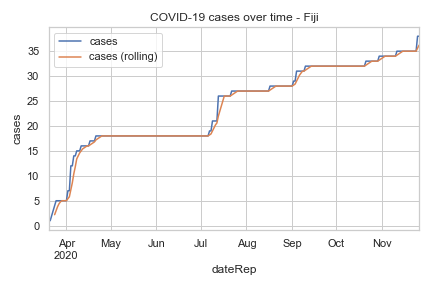 COVID-19 cases over time - Fiji
cases
cases (rolling)
35
30
25
20
15
10
5
0
cases
Apr May Jun Jul Aug Sep Oct Nov
2020
dateRep